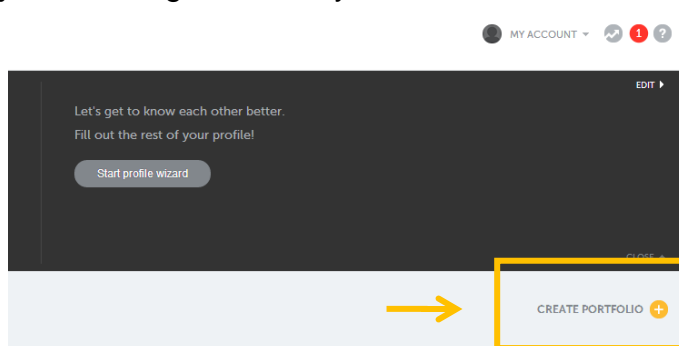 MY ACCOUNT
1
?
EDIT
Let's get to know each other better.
Fill out the rest of your profile!
Start profile wizard
CLOSE
CREATE PORTFOLIO +